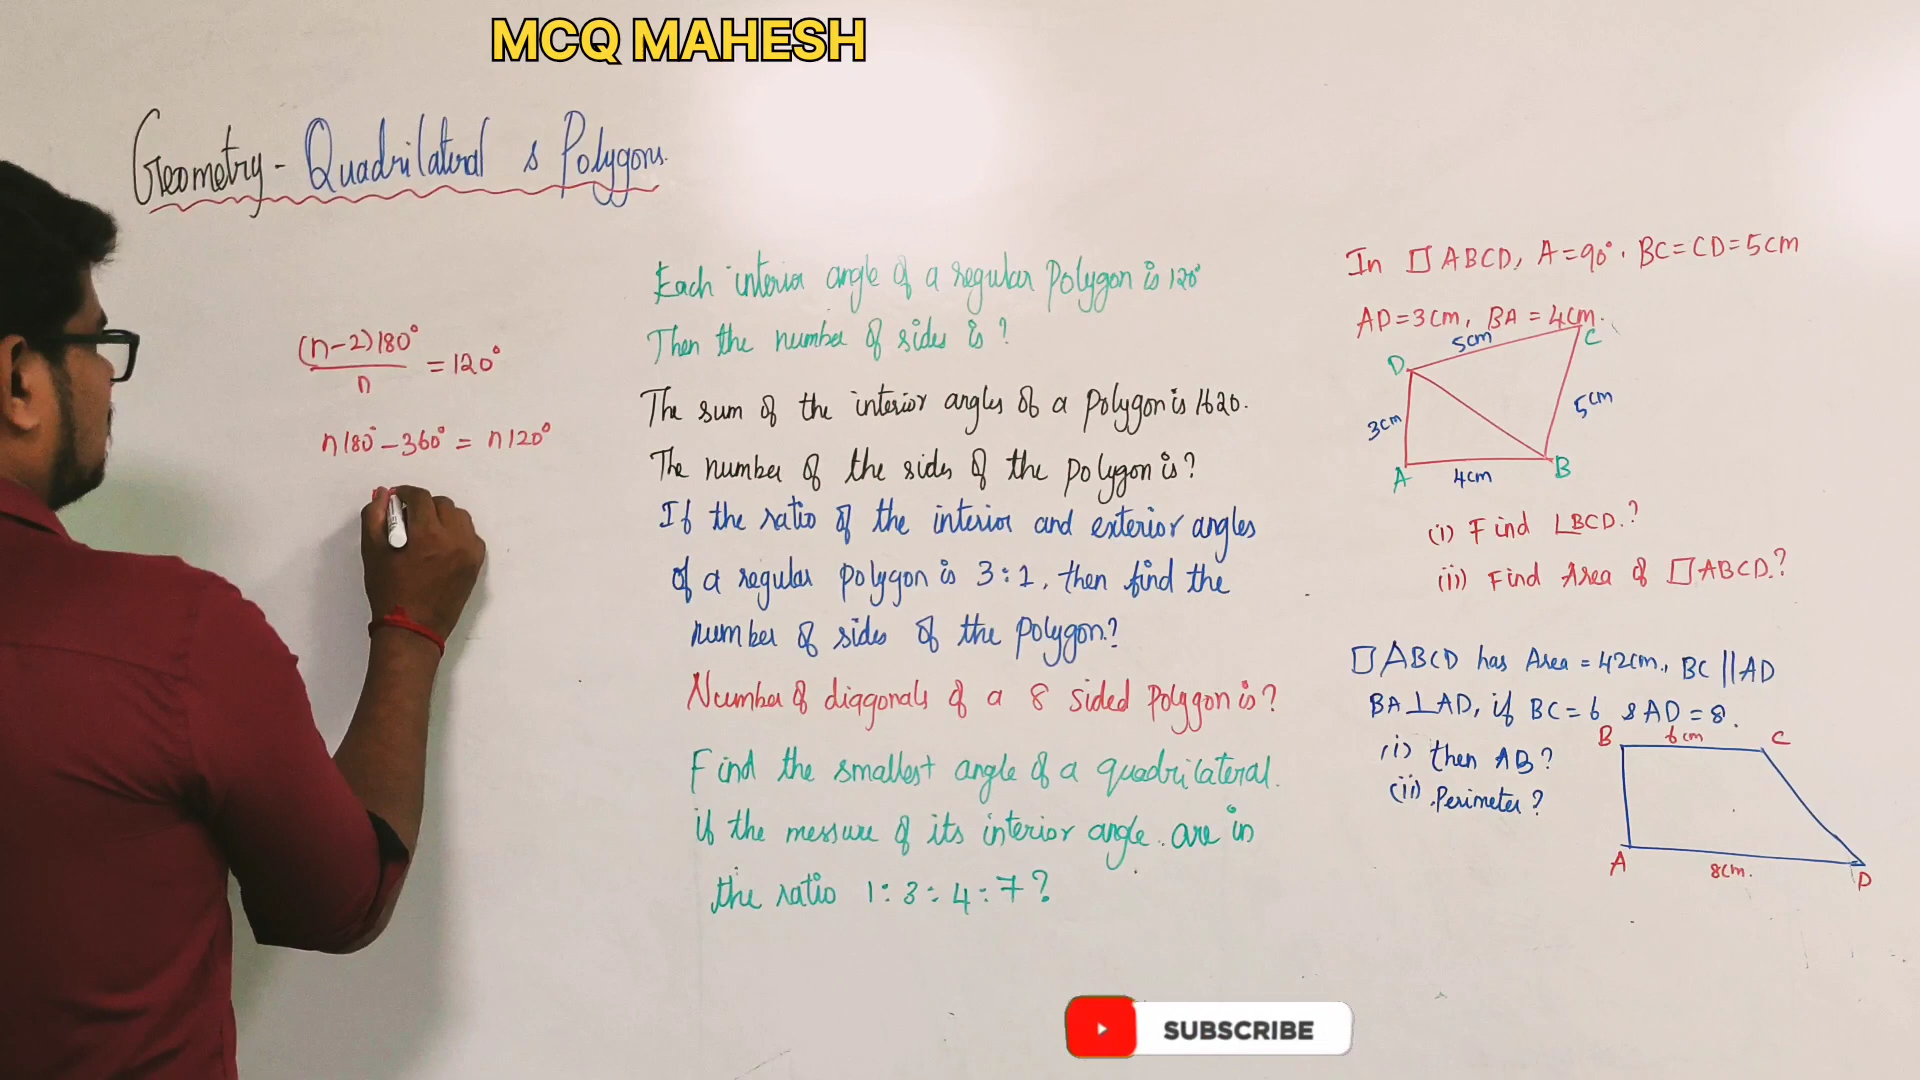 MCQ MAHESH
Geometry - Quadrilateral & Polygons.
(n-2)180°
n
= 120°
n180° - 360° = n120°
Each interior angle of a regular polygon is 120°
Then the number of sides is ?
The sum of the interior angles of a polygon is 1620.
The number of the sides of the polygon is?
If the ratio of the interior and exterior angles
of a regular polygon is 3:1, then find the
number of sides of the polygon?
Number of diagonals of a 8 sided polygon is?
Find the smallest angle of a quadrilateral.
if the messure of its interior angle are in
the ratio 1:3:4:7?
In □ ABCD, A=90°. BC=CD=5cm
AD=3cm, BA = 4cm.
5cm
C
D
5cm
3cm
A
4cm
B
(i) Find ∠BCD.?
(ii) Find Area of □ABCD.?
□ABCD has Area = 42cm., BC || AD
BA⊥AD, if BC=6 & AD=8.
B 6cm C
(i) then AB?
(ii) Perimeter?
A 8cm. D
SUBSCRIBE